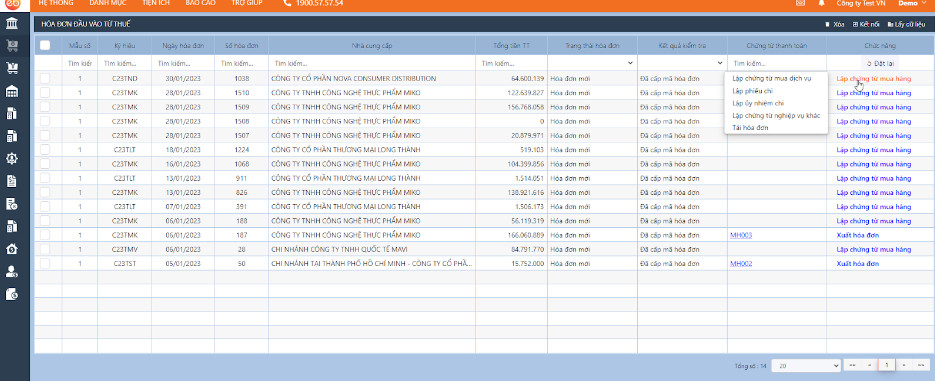 HỆ THỐNG DANH MỤC TIỆN ÍCH BÁO CÁO TRỢ GIÚP 1900.57.57.54 Công ty Test VN Demo
HÓA ĐƠN ĐẦU VÀO TỪ THUẾ Xóa Kết nối Lấy dữ liệu
Mẫu số Ký hiệu Ngày hóa đơn Số hóa đơn Nhà cung cấp Tổng tiền TT Trạng thái hóa đơn Kết quả kiểm tra Chứng từ thanh toán Chức năng
Tìm kiếm Tìm kiếm... Tìm kiếm... Tìm kiếm... Tìm kiếm... Tìm kiếm... Tìm kiếm... Đặt lại
1 C23TND 30/01/2023 1038 CÔNG TY CỔ PHẦN NOVA CONSUMER DISTRIBUTION 64.600.139 Hóa đơn mới Đã cấp mã hóa đơn Lập chứng từ mua hàng
1 C23TMK 28/01/2023 1510 CÔNG TY TNHH CÔNG NGHỆ THỰC PHẨM MIKO 122.639.827 Hóa đơn mới Đã cấp mã hóa đơn Lập chứng từ mua hàng
1 C23TMK 28/01/2023 1509 CÔNG TY TNHH CÔNG NGHỆ THỰC PHẨM MIKO 156.768.058 Hóa đơn mới Đã cấp mã hóa đơn Lập chứng từ mua hàng
1 C23TMK 28/01/2023 1508 CÔNG TY TNHH CÔNG NGHỆ THỰC PHẨM MIKO 0 Hóa đơn mới Đã cấp mã hóa đơn Lập chứng từ mua hàng
1 C23TMK 28/01/2023 1507 CÔNG TY TNHH CÔNG NGHỆ THỰC PHẨM MIKO 20.879.971 Hóa đơn mới Đã cấp mã hóa đơn Lập chứng từ mua hàng
1 C23TLT 18/01/2023 1224 CÔNG TY CỔ PHẦN THƯƠNG MẠI LONG THÀNH 519.103 Hóa đơn mới Đã cấp mã hóa đơn Lập chứng từ mua hàng
1 C23TMK 16/01/2023 1068 CÔNG TY TNHH CÔNG NGHỆ THỰC PHẨM MIKO 104.399.856 Hóa đơn mới Đã cấp mã hóa đơn Lập chứng từ mua hàng
1 C23TLT 13/01/2023 911 CÔNG TY CỔ PHẦN THƯƠNG MẠI LONG THÀNH 1.514.051 Hóa đơn mới Đã cấp mã hóa đơn Lập chứng từ mua hàng
1 C23TMK 13/01/2023 826 CÔNG TY TNHH CÔNG NGHỆ THỰC PHẨM MIKO 138.921.616 Hóa đơn mới Đã cấp mã hóa đơn Lập chứng từ mua hàng
1 C23TLT 07/01/2023 391 CÔNG TY CỔ PHẦN THƯƠNG MẠI LONG THÀNH 1.506.173 Hóa đơn mới Đã cấp mã hóa đơn Lập chứng từ mua hàng
1 C23TMK 06/01/2023 188 CÔNG TY TNHH CÔNG NGHỆ THỰC PHẨM MIKO 56.119.319 Hóa đơn mới Đã cấp mã hóa đơn Lập chứng từ mua hàng
1 C23TMK 06/01/2023 187 CÔNG TY TNHH CÔNG NGHỆ THỰC PHẨM MIKO 166.060.889 Hóa đơn mới Đã cấp mã hóa đơn MH003 Xuất hóa đơn
1 C23TMV 06/01/2023 28 CHI NHÁNH CÔNG TY TNHH QUỐC TẾ MAVI 84.791.770 Hóa đơn mới Đã cấp mã hóa đơn Lập chứng từ mua hàng
1 C23TST 05/01/2023 50 CHI NHÁNH TẠI THÀNH PHỐ HỒ CHÍ MINH - CÔNG TY CỔ PHẦ... 15.752.000 Hóa đơn mới Đã cấp mã hóa đơn MH002 Xuất hóa đơn
Lập chứng từ mua dịch vụ
Lập phiếu chi
Lập ủy nhiệm chi
Lập chứng từ nghiệp vụ khác
Tải hóa đơn
Tổng số : 14 20 1